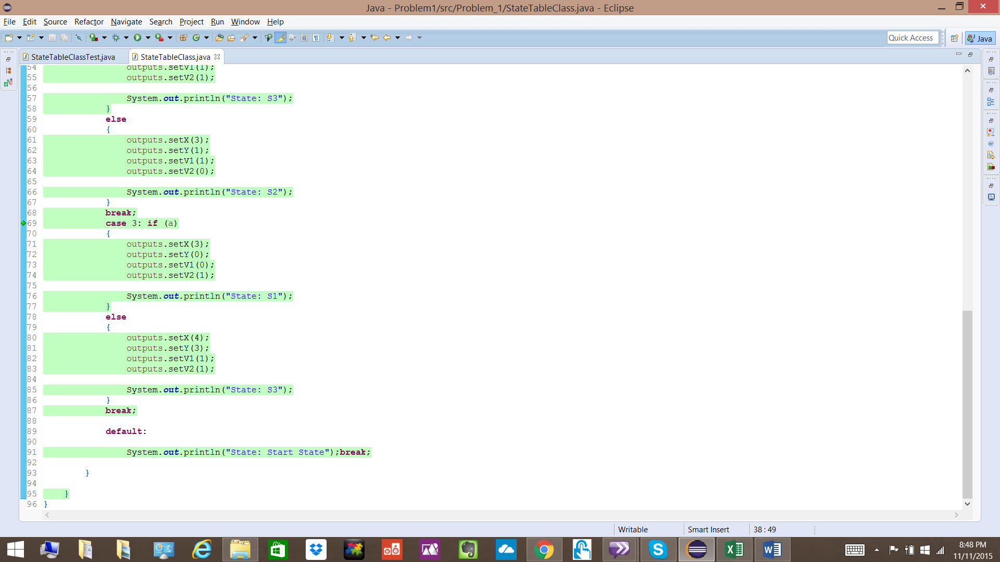 Java - Problem1/src/Problem_1/StateTableClass.java - Eclipse
File Edit Source Refactor Navigate Search Project Run Window Help
Quick Access
Java
StateTableClassTest.java StateTableClass.java
54 outputs.setV1(1);
55 outputs.setV2(1);
56
57 System.out.println("State: S3");
58 }
59 else
60 {
61 outputs.setX(3);
62 outputs.setY(1);
63 outputs.setV1(1);
64 outputs.setV2(0);
65
66 System.out.println("State: S2");
67 }
68 break;
69 case 3: if (a)
70 {
71 outputs.setX(3);
72 outputs.setY(0);
73 outputs.setV1(0);
74 outputs.setV2(1);
75
76 System.out.println("State: S1");
77 }
78 else
79 {
80 outputs.setX(4);
81 outputs.setY(3);
82 outputs.setV1(1);
83 outputs.setV2(1);
84
85 System.out.println("State: S3");
86 }
87 break;
88
89 default:
90
91 System.out.println("State: Start State");break;
92
93 }
94
95 }
96 }
Writable Smart Insert 38 : 49
8:48 PM
11/11/2015